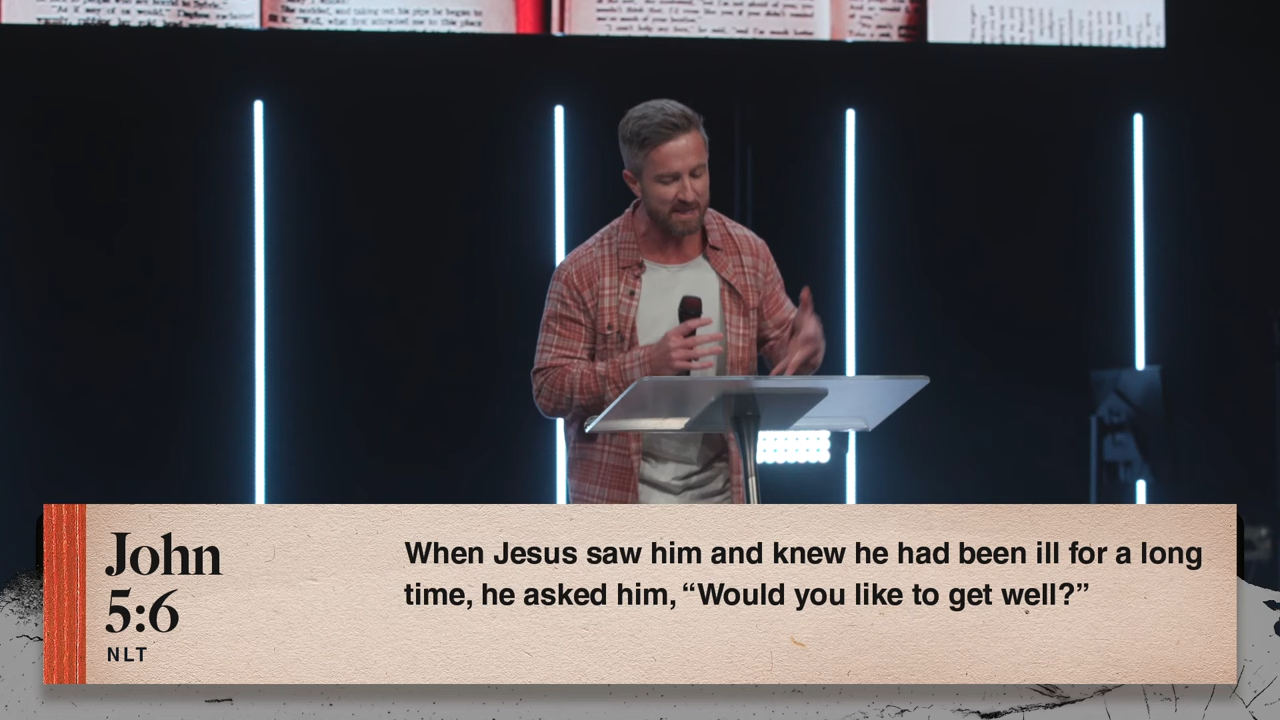 John
5:6
NLT
When Jesus saw him and knew he had been ill for a long
time, he asked him, “Would you like to get well?”